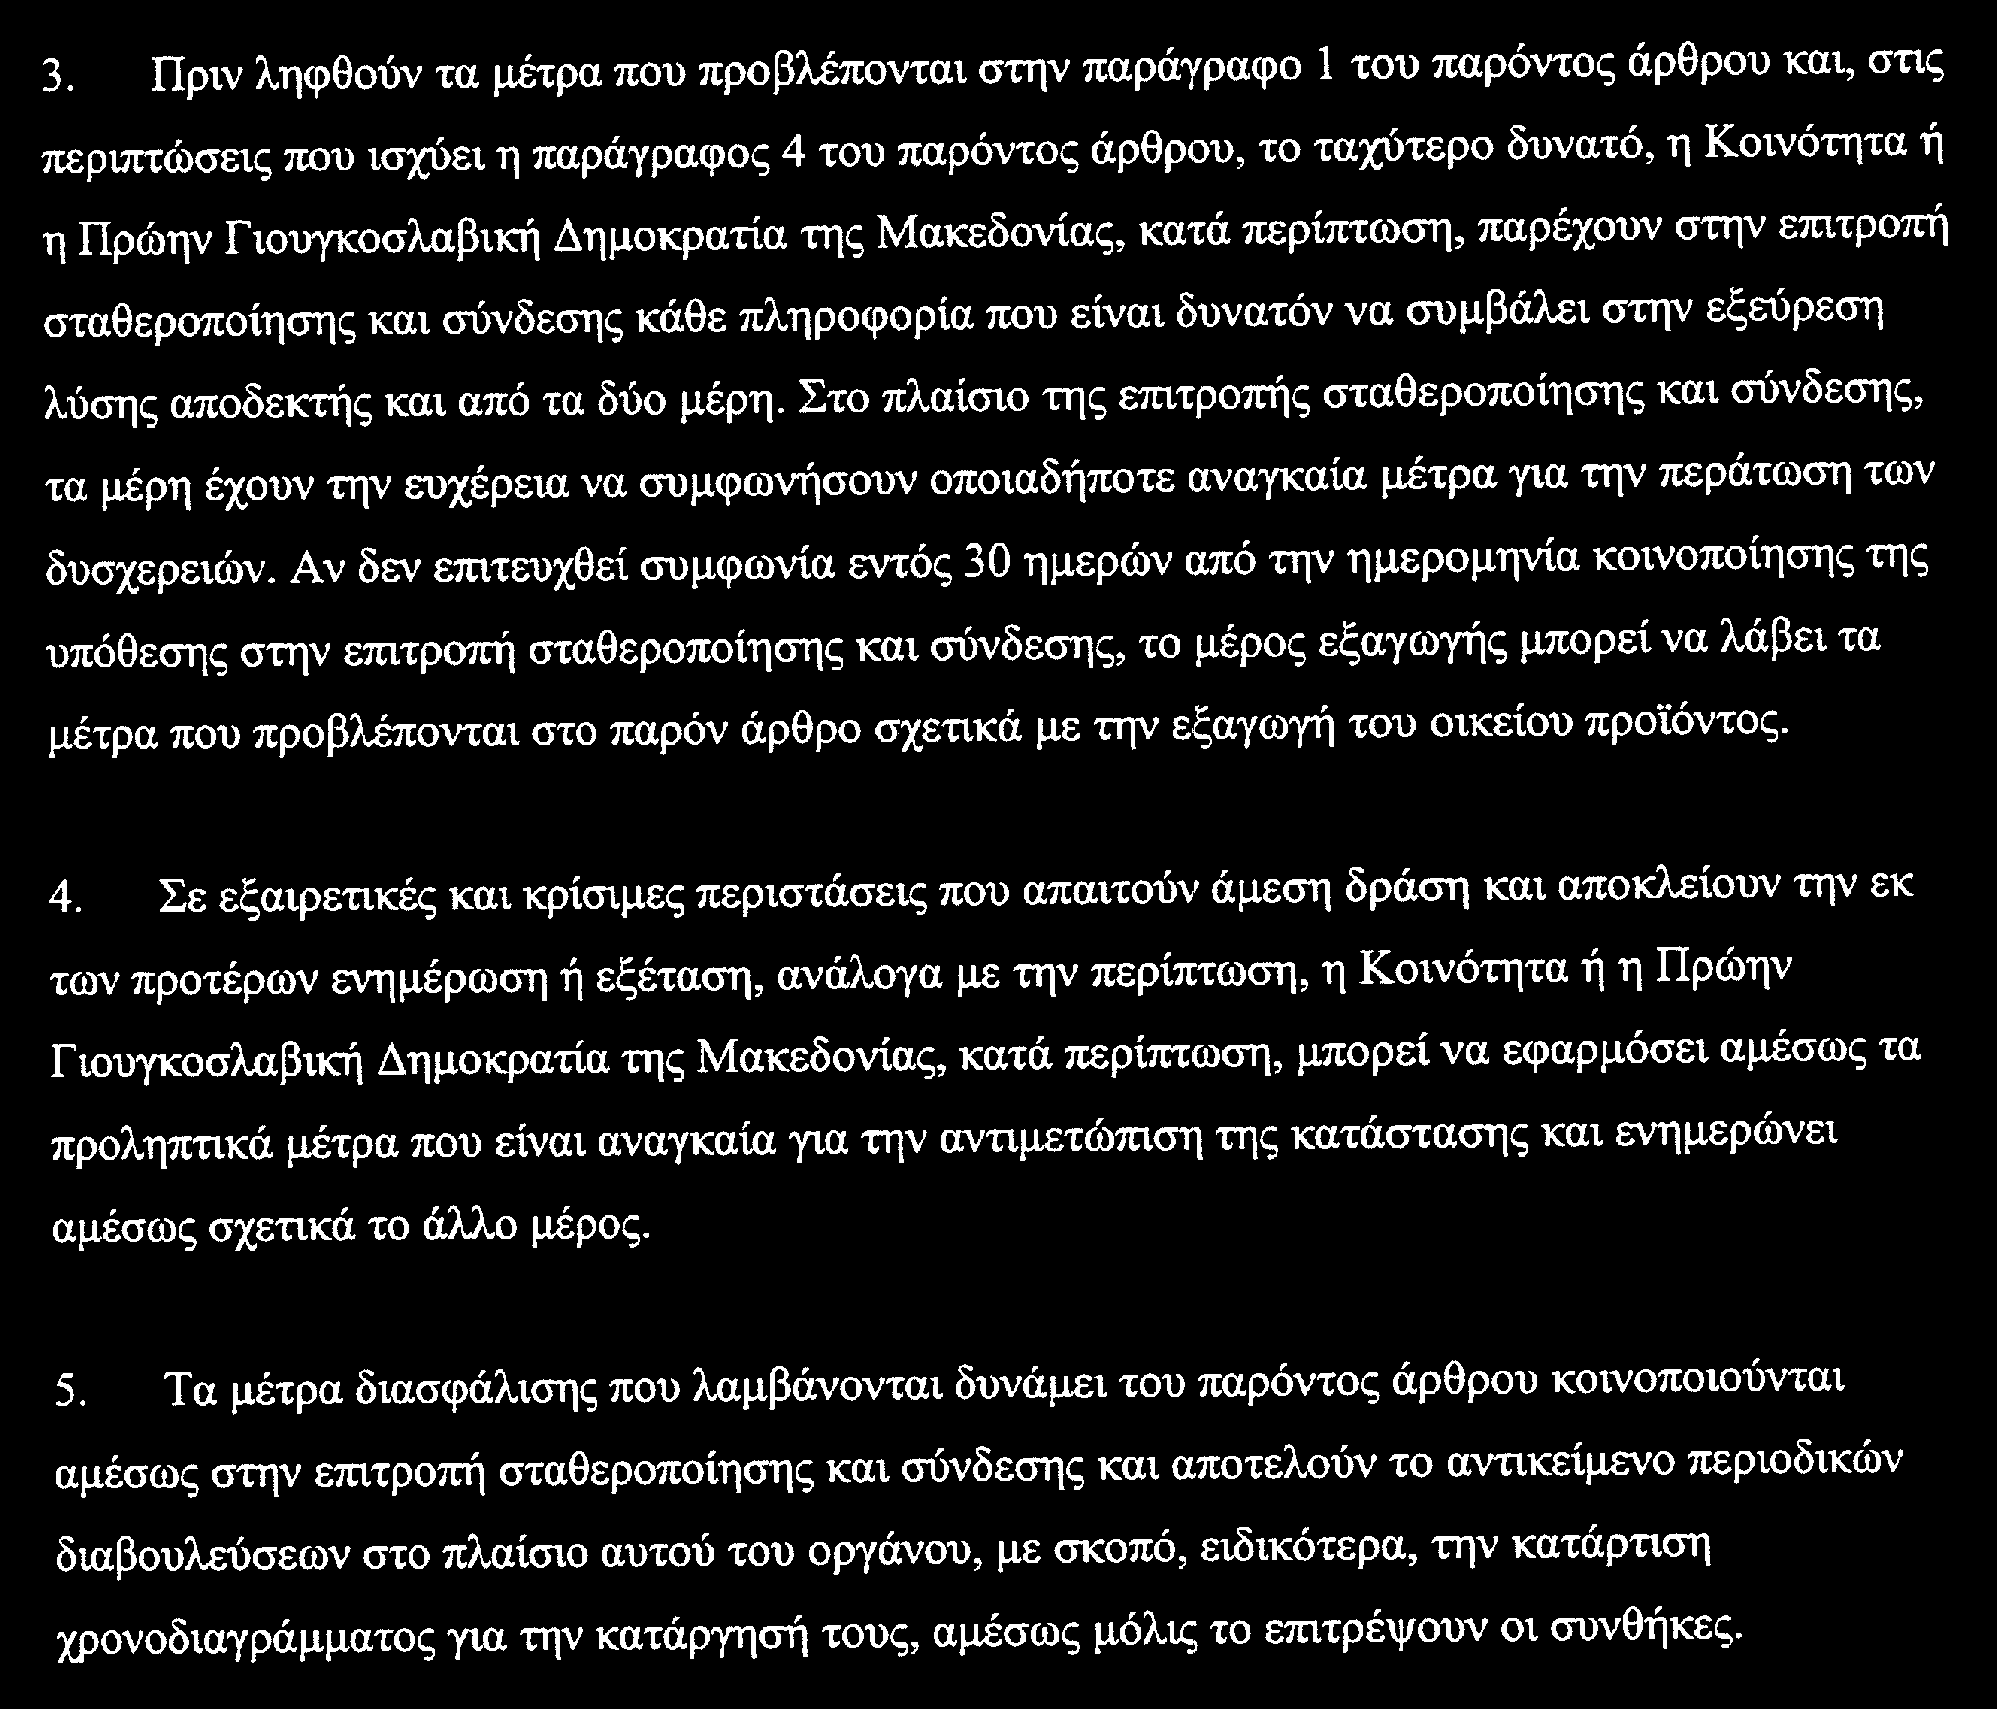 3. Πριν ληφθούν τα μέτρα που προβλέπονται στην παράγραφο 1 του παρόντος άρθρου και, στις
περιπτώσεις που ισχύει η παράγραφος 4 του παρόντος άρθρου, το ταχύτερο δυνατό, η Κοινότητα ή
η Πρώην Γιουγκοσλαβική Δημοκρατία της Μακεδονίας, κατά περίπτωση, παρέχουν στην επιτροπή
σταθεροποίησης και σύνδεσης κάθε πληροφορία που είναι δυνατόν να συμβάλει στην εξεύρεση
λύσης αποδεκτής και από τα δύο μέρη. Στο πλαίσιο της επιτροπής σταθεροποίησης και σύνδεσης,
τα μέρη έχουν την ευχέρεια να συμφωνήσουν οποιαδήποτε αναγκαία μέτρα για την περάτωση των
δυσχερειών. Αν δεν επιτευχθεί συμφωνία εντός 30 ημερών από την ημερομηνία κοινοποίησης της
υπόθεσης στην επιτροπή σταθεροποίησης και σύνδεσης, το μέρος εξαγωγής μπορεί να λάβει τα
μέτρα που προβλέπονται στο παρόν άρθρο σχετικά με την εξαγωγή του οικείου προϊόντος.
4. Σε εξαιρετικές και κρίσιμες περιστάσεις που απαιτούν άμεση δράση και αποκλείουν την εκ
των προτέρων ενημέρωση ή εξέταση, ανάλογα με την περίπτωση, η Κοινότητα ή η Πρώην
Γιουγκοσλαβική Δημοκρατία της Μακεδονίας, κατά περίπτωση, μπορεί να εφαρμόσει αμέσως τα
προληπτικά μέτρα που είναι αναγκαία για την αντιμετώπιση της κατάστασης και ενημερώνει
αμέσως σχετικά το άλλο μέρος.
5. Τα μέτρα διασφάλισης που λαμβάνονται δυνάμει του παρόντος άρθρου κοινοποιούνται
αμέσως στην επιτροπή σταθεροποίησης και σύνδεσης και αποτελούν το αντικείμενο περιοδικών
διαβουλεύσεων στο πλαίσιο αυτού του οργάνου, με σκοπό, ειδικότερα, την κατάρτιση
χρονοδιαγράμματος για την κατάργησή τους, αμέσως μόλις το επιτρέψουν οι συνθήκες.